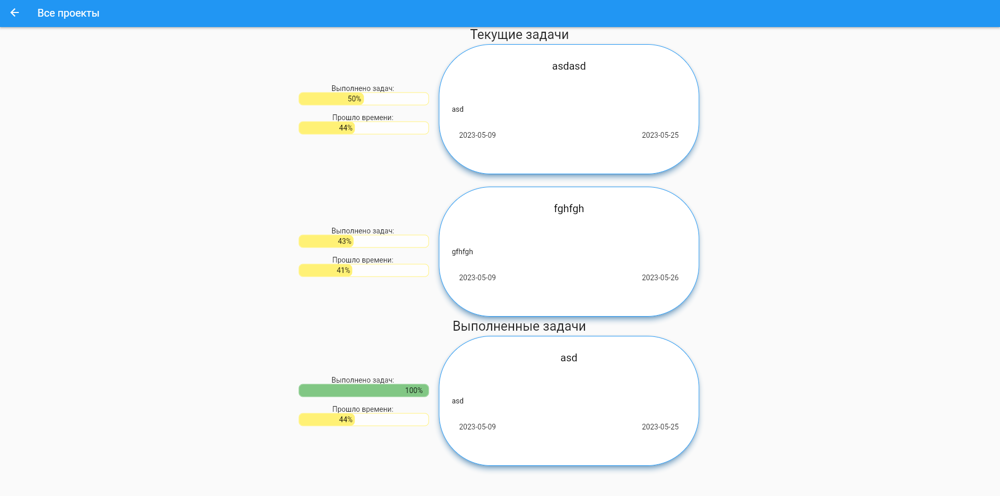 Все проекты
Текущие задачи
asdasd
Выполнено задач:
50%
asd
Прошло времени:
44%
2023-05-09 2023-05-25
fghfgh
Выполнено задач:
43%
gfhfgh
Прошло времени:
41%
2023-05-09 2023-05-26
Выполненные задачи
asd
Выполнено задач:
100%
asd
Прошло времени:
44%
2023-05-09 2023-05-25